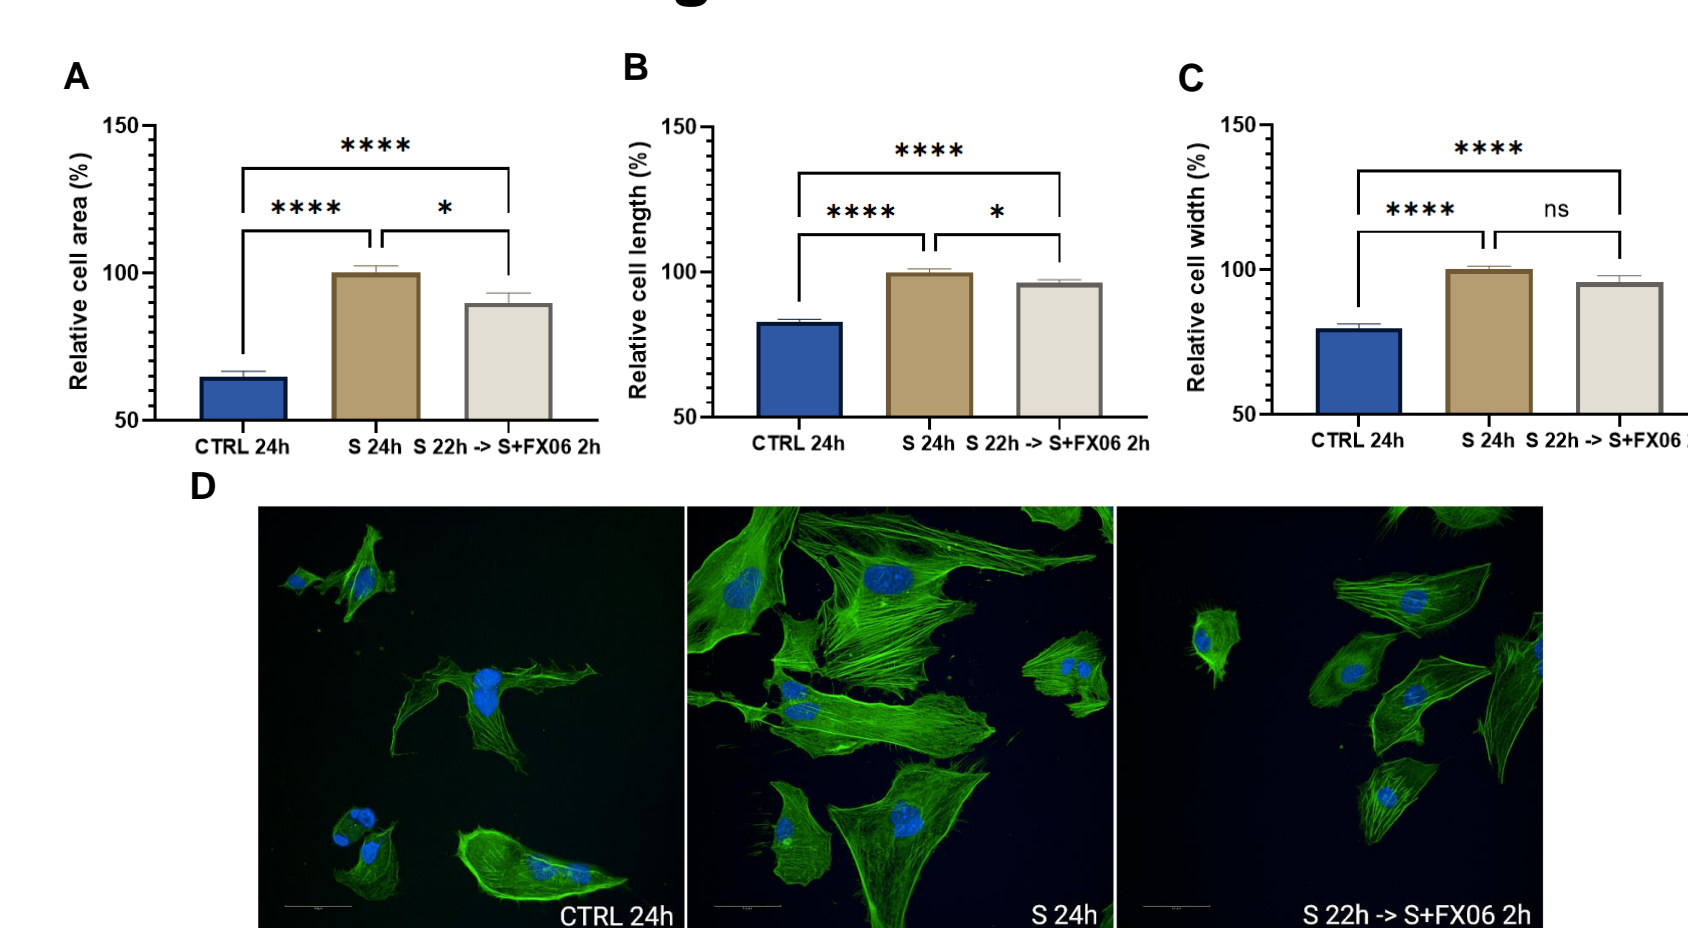 A
B
C
Relative cell area (%)
150
100
50
****
****
*
CTRL 24h
S 24h
S 22h -> S+FX06 2h
Relative cell length (%)
150
100
50
****
****
*
CTRL 24h
S 24h
S 22h -> S+FX06 2h
Relative cell width (%)
150
100
50
****
****
ns
CTRL 24h
S 24h
S 22h -> S+FX06
D
CTRL 24h
S 24h
S 22h -> S+FX06 2h